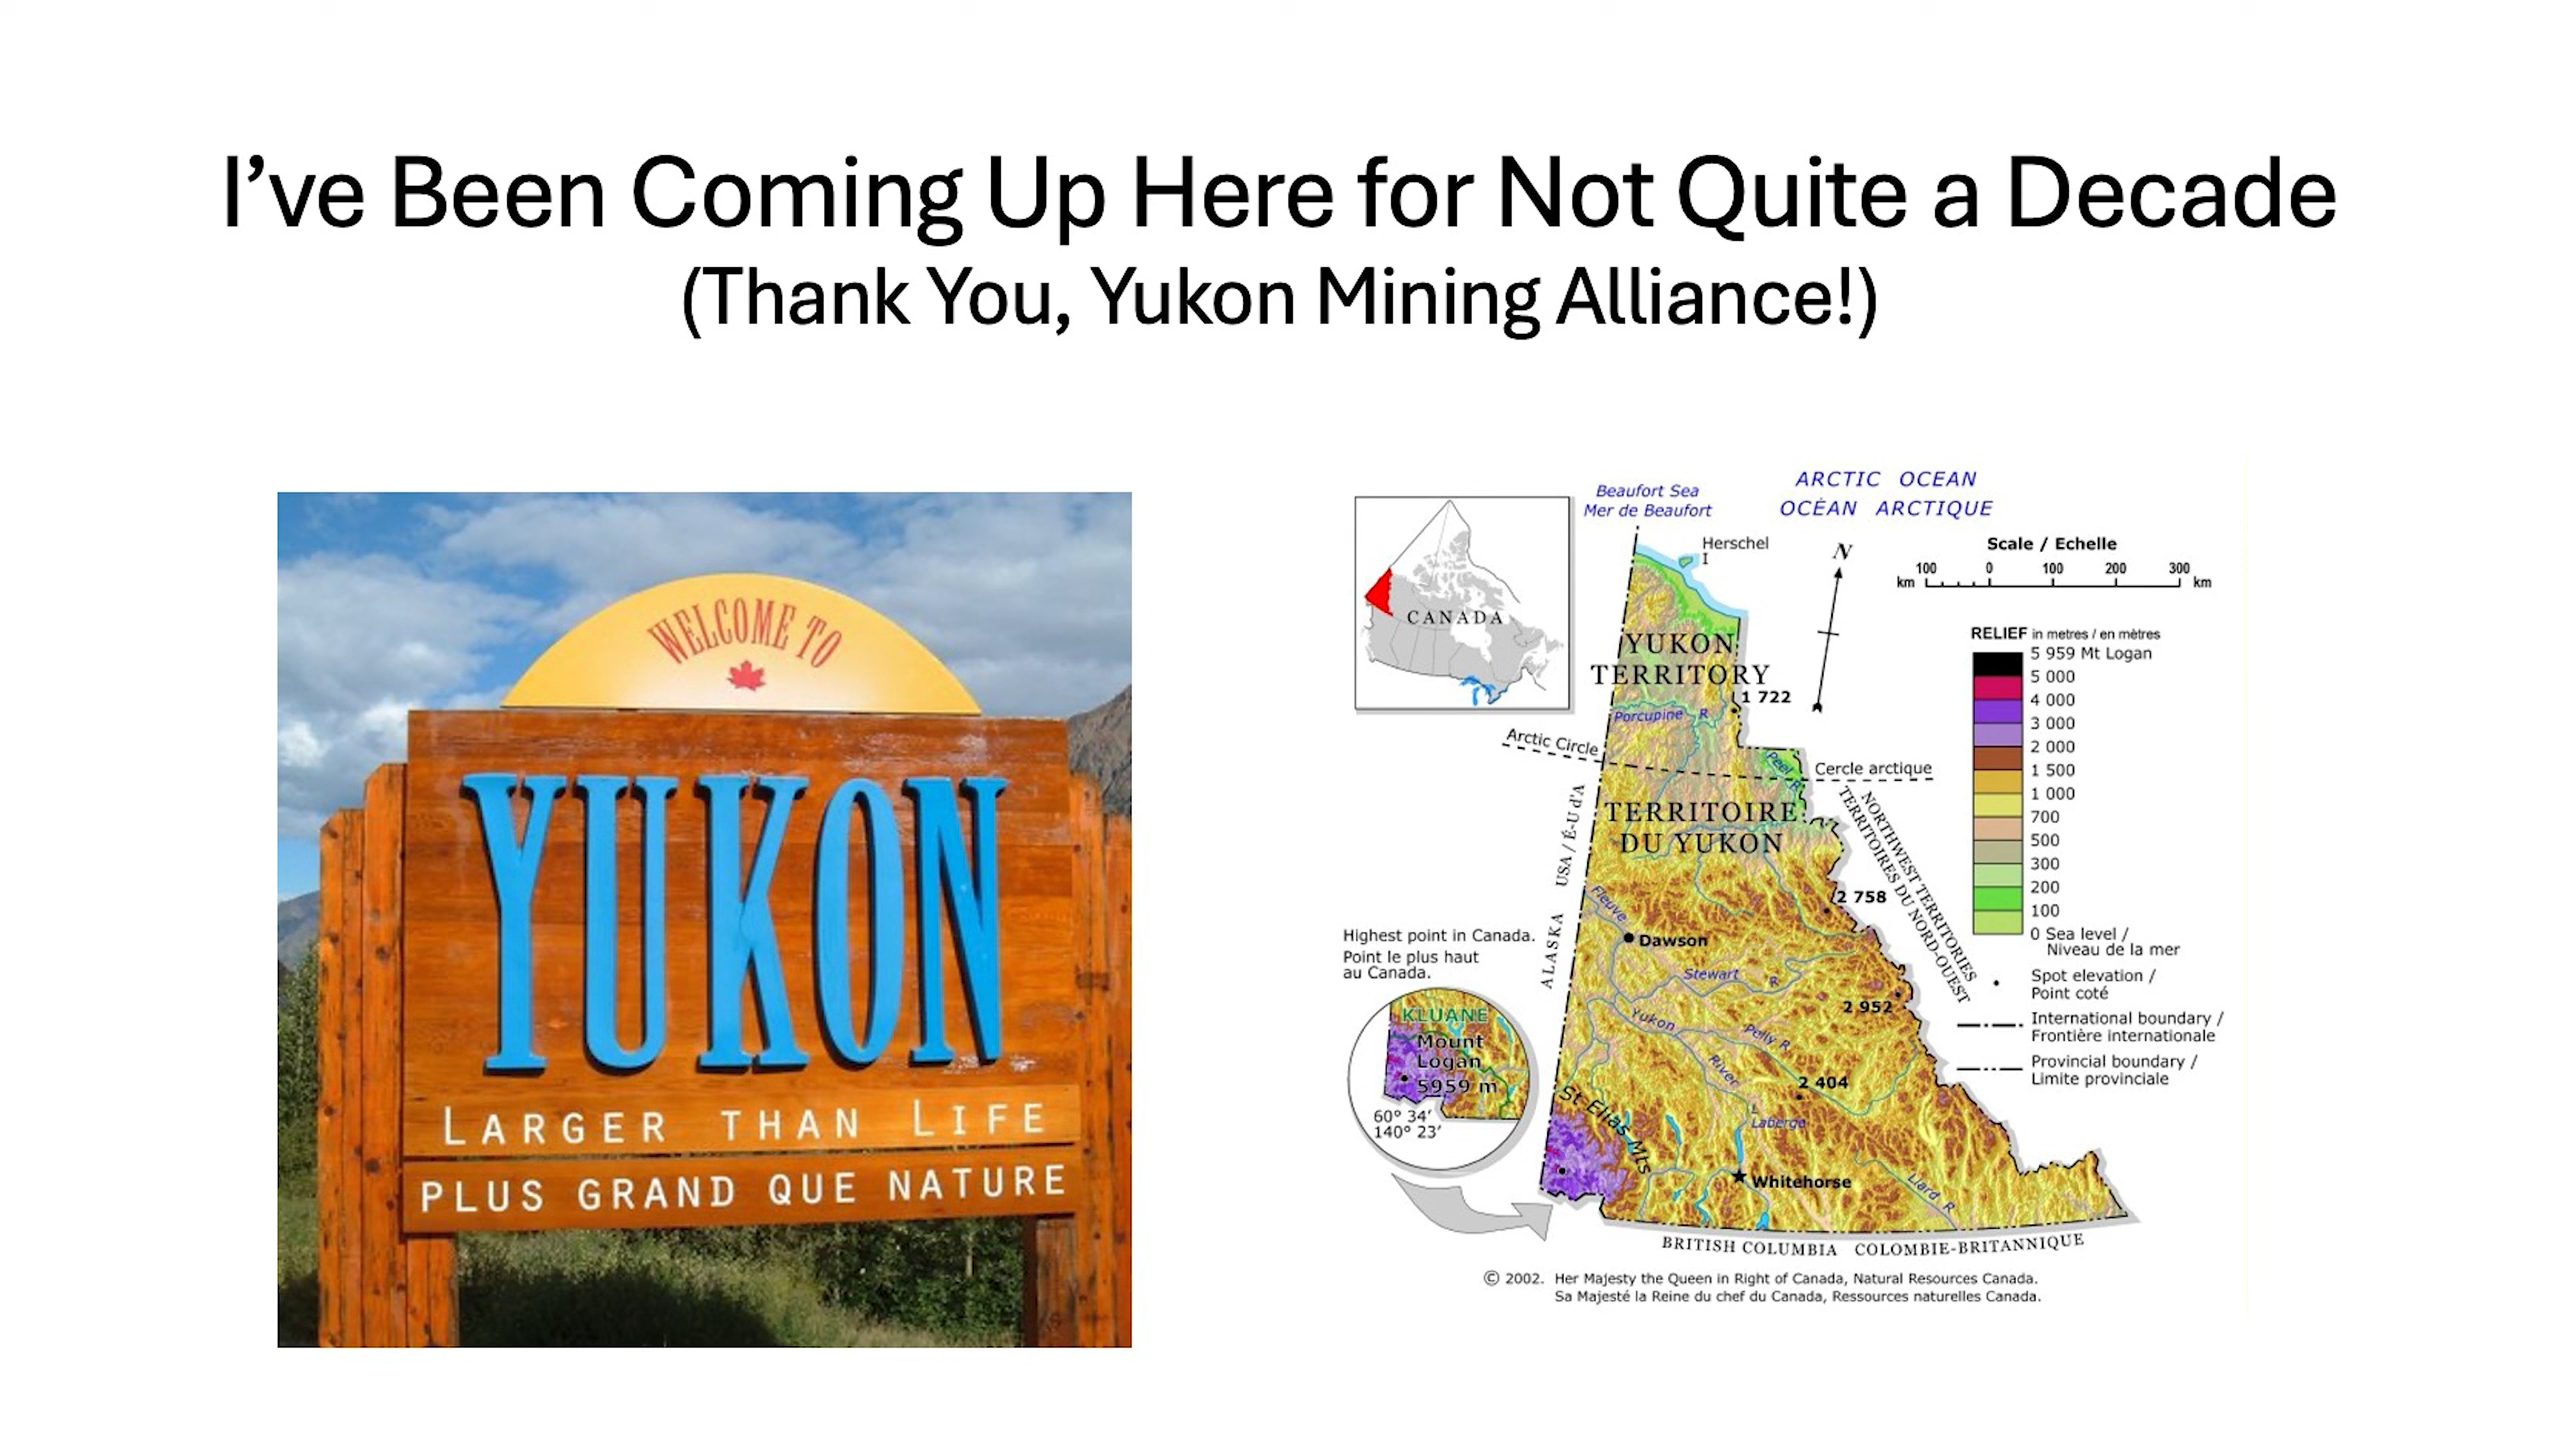 I’ve Been Coming Up Here for Not Quite a Decade
(Thank You, Yukon Mining Alliance!)
WELCOME TO
YUKON
LARGER THAN LIFE
PLUS GRAND QUE NATURE
ARCTIC OCEAN
OCÉAN ARCTIQUE
Beaufort Sea
Mer de Beaufort
Herschel
I
N
Scale / Echelle
100 0 100 200 300
km km
CANADA
YUKON
TERRITORY
1 722
Porcupine R
Arctic Circle
Cercle arctique
Peel R
TERRITOIRE
DU YUKON
NORTHWEST TERRITORIES
TERRITOIRES DU NORD-OUEST
ALASKA USA / É-U d'A
RELIEF in metres / en mètres
5 959 Mt Logan
5 000
4 000
3 000
2 000
1 500
1 000
700
500
300
200
100
0 Sea level /
Niveau de la mer
Spot elevation /
Point coté
International boundary /
Frontière internationale
Provincial boundary /
Limite provinciale
2 758
Fleuve
Dawson
Stewart R
2 952
Yukon
River
Pelly R
2 404
L
Laberge
St Elias Mts
Whitehorse
Liard R
Highest point in Canada.
Point le plus haut
au Canada.
KLUANE
Mount
Logan
5959 m
60° 34′
140° 23′
BRITISH COLUMBIA COLOMBIE-BRITANNIQUE
© 2002. Her Majesty the Queen in Right of Canada, Natural Resources Canada.
Sa Majesté la Reine du chef du Canada, Ressources naturelles Canada.